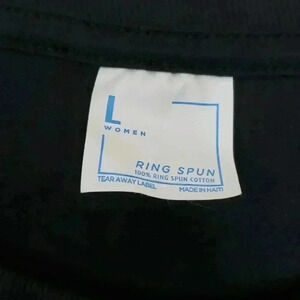 L
WOMEN
RING SPUN
100% RING SPUN COTTON
TEAR AWAY LABEL MADE IN HAITI